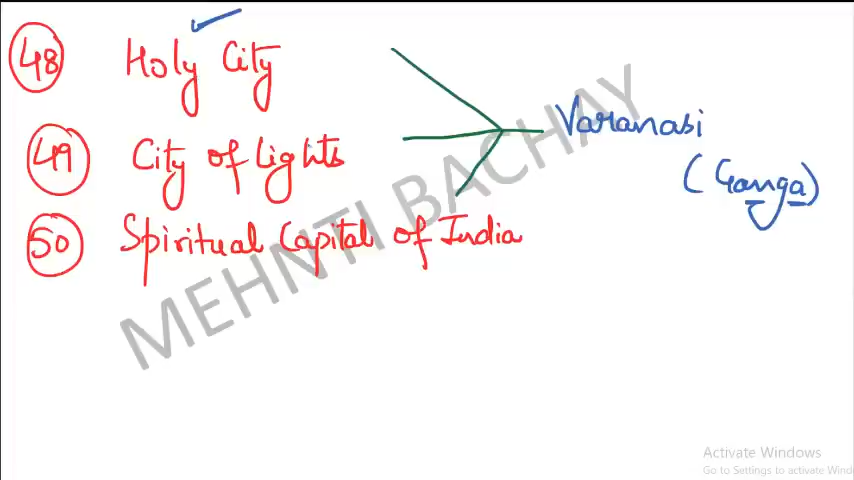 48 Holy City
49 City of Lights
50 Spiritual Capital of India
Varanasi
(Ganga)
MEHNTI BACHAY
Activate Windows
Go to Settings to activate Wind